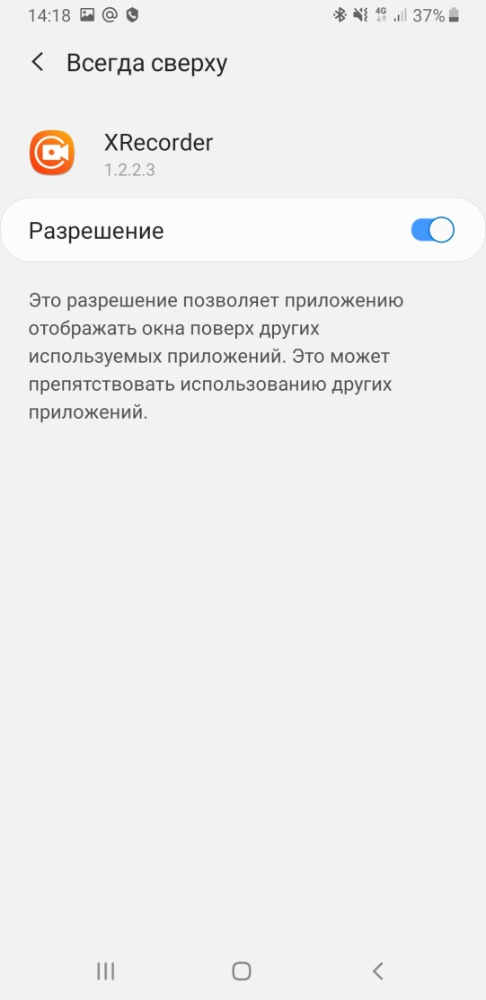 14:18 @ 4G 37%
Всегда сверху
XRecorder
1.2.2.3
Разрешение
Это разрешение позволяет приложению
отображать окна поверх других
используемых приложений. Это может
препятствовать использованию других
приложений.